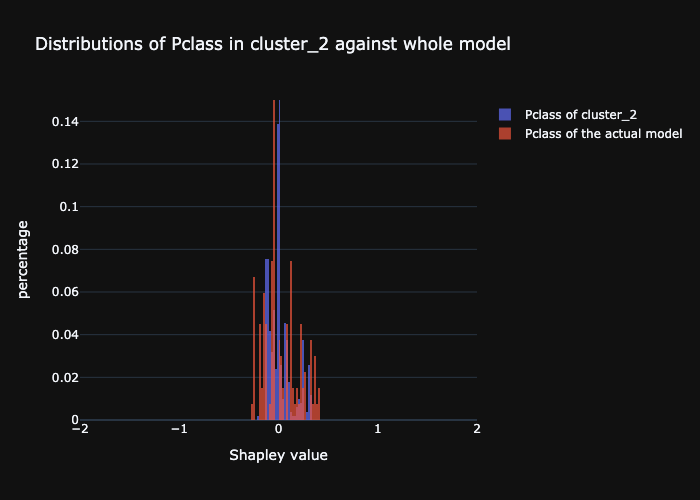 Distributions of Pclass in cluster_2 against whole model
Pclass of cluster_2
Pclass of the actual model
0.14
0.12
0.1
0.08
0.06
0.04
0.02
0
percentage
−2
−1
0
1
2
Shapley value